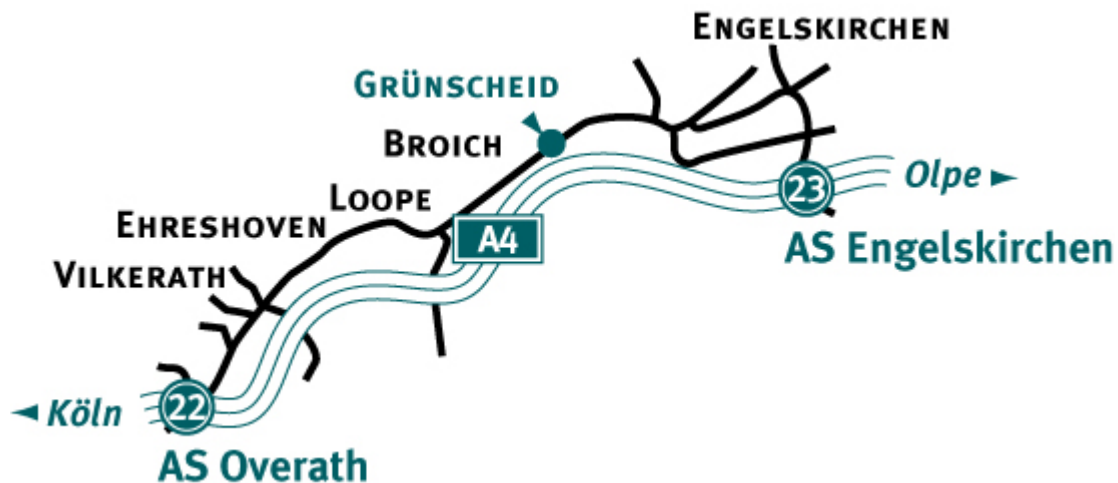 ENGELSKIRCHEN
GRÜNSCHEID
BROICH
Olpe
23
LOOPE
EHRESHOVEN
A4
AS Engelskirchen
VILKERATH
Köln
22
AS Overath